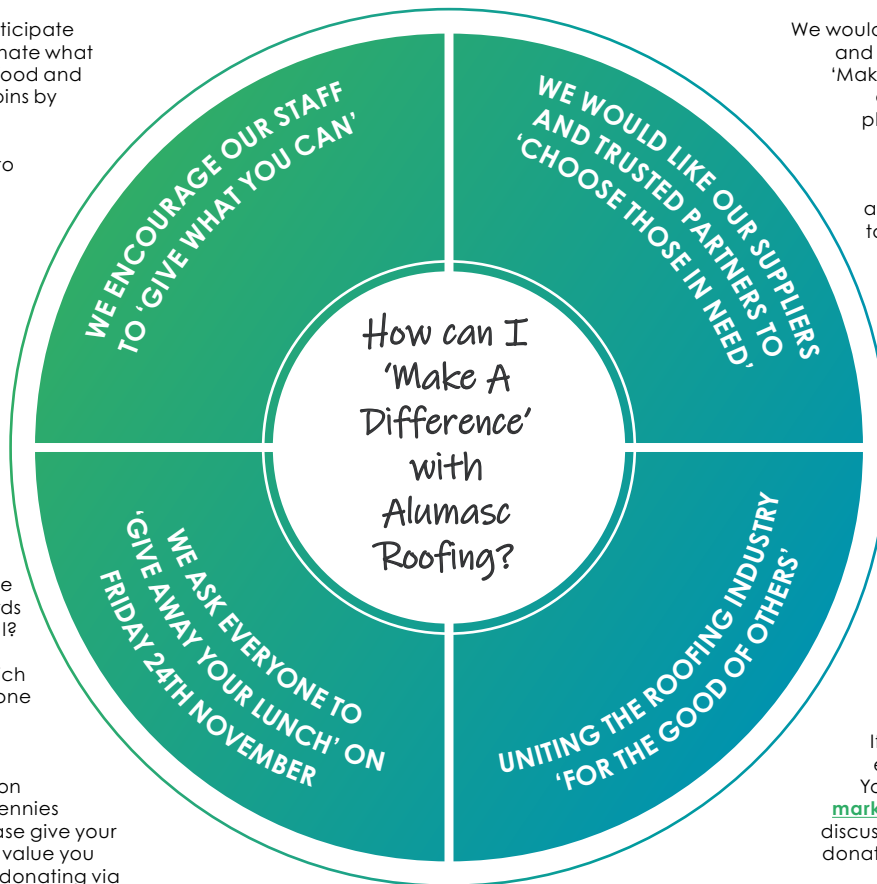 ticipate
nate what
ood and
bins by
to
WE ENCOURAGE OUR STAFF
TO ‘GIVE WHAT YOU CAN’
We would
and
‘Mak
pl
a
to
WE WOULD LIKE OUR SUPPLIERS
AND TRUSTED PARTNERS TO
‘CHOOSE THOSE IN NEED’
How can I
‘Make A
Difference’
with
Alumasc
Roofing?
e
ds
l?
ch
one
on
ennies
ase give your
value you
donating via
WE ASK EVERYONE TO
‘GIVE AWAY YOUR LUNCH’ ON
FRIDAY 24TH NOVEMBER
UNITING THE ROOFING INDUSTRY
‘FOR THE GOOD OF OTHERS’
If
e
Yo
mark
discus
donat